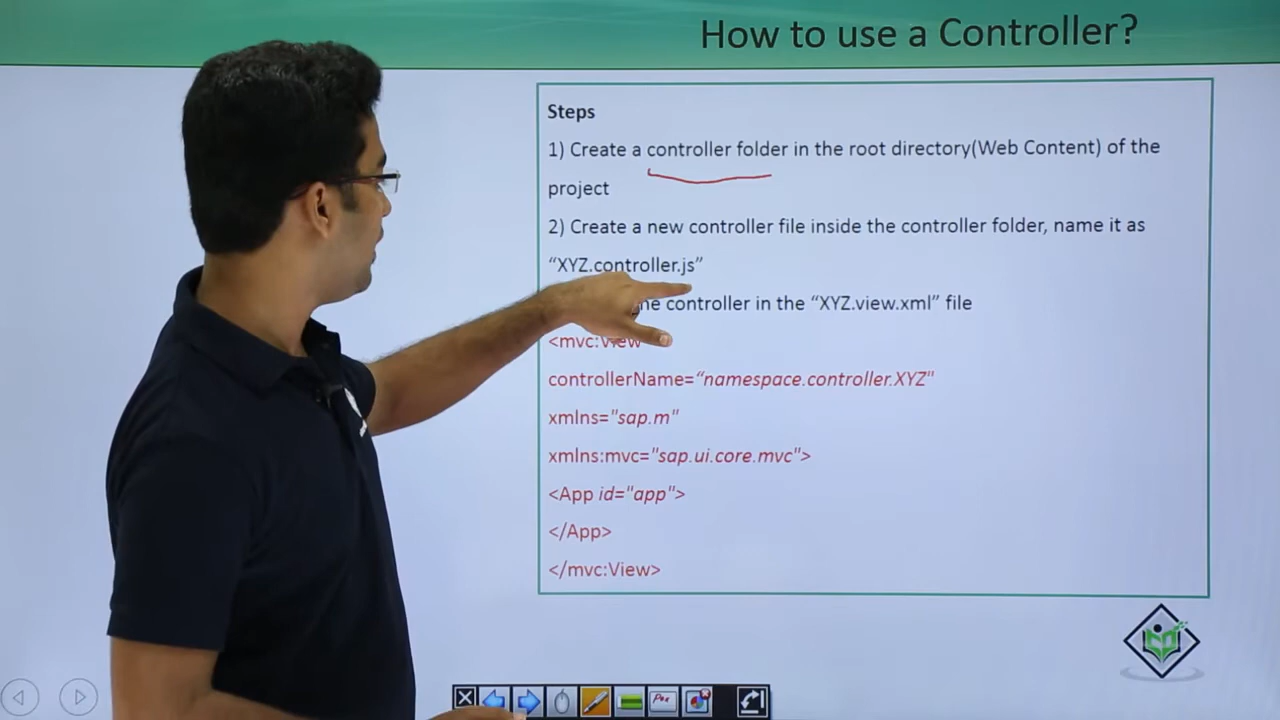 How to use a Controller?
Steps
1) Create a controller folder in the root directory(Web Content) of the
project
2) Create a new controller file inside the controller folder, name it as
“XYZ.controller.js”
controller in the “XYZ.view.xml” file
<mvc:View
controllerName=“namespace.controller.XYZ"
xmlns="sap.m"
xmlns:mvc="sap.ui.core.mvc">
<App id="app">
</App>
</mvc:View>